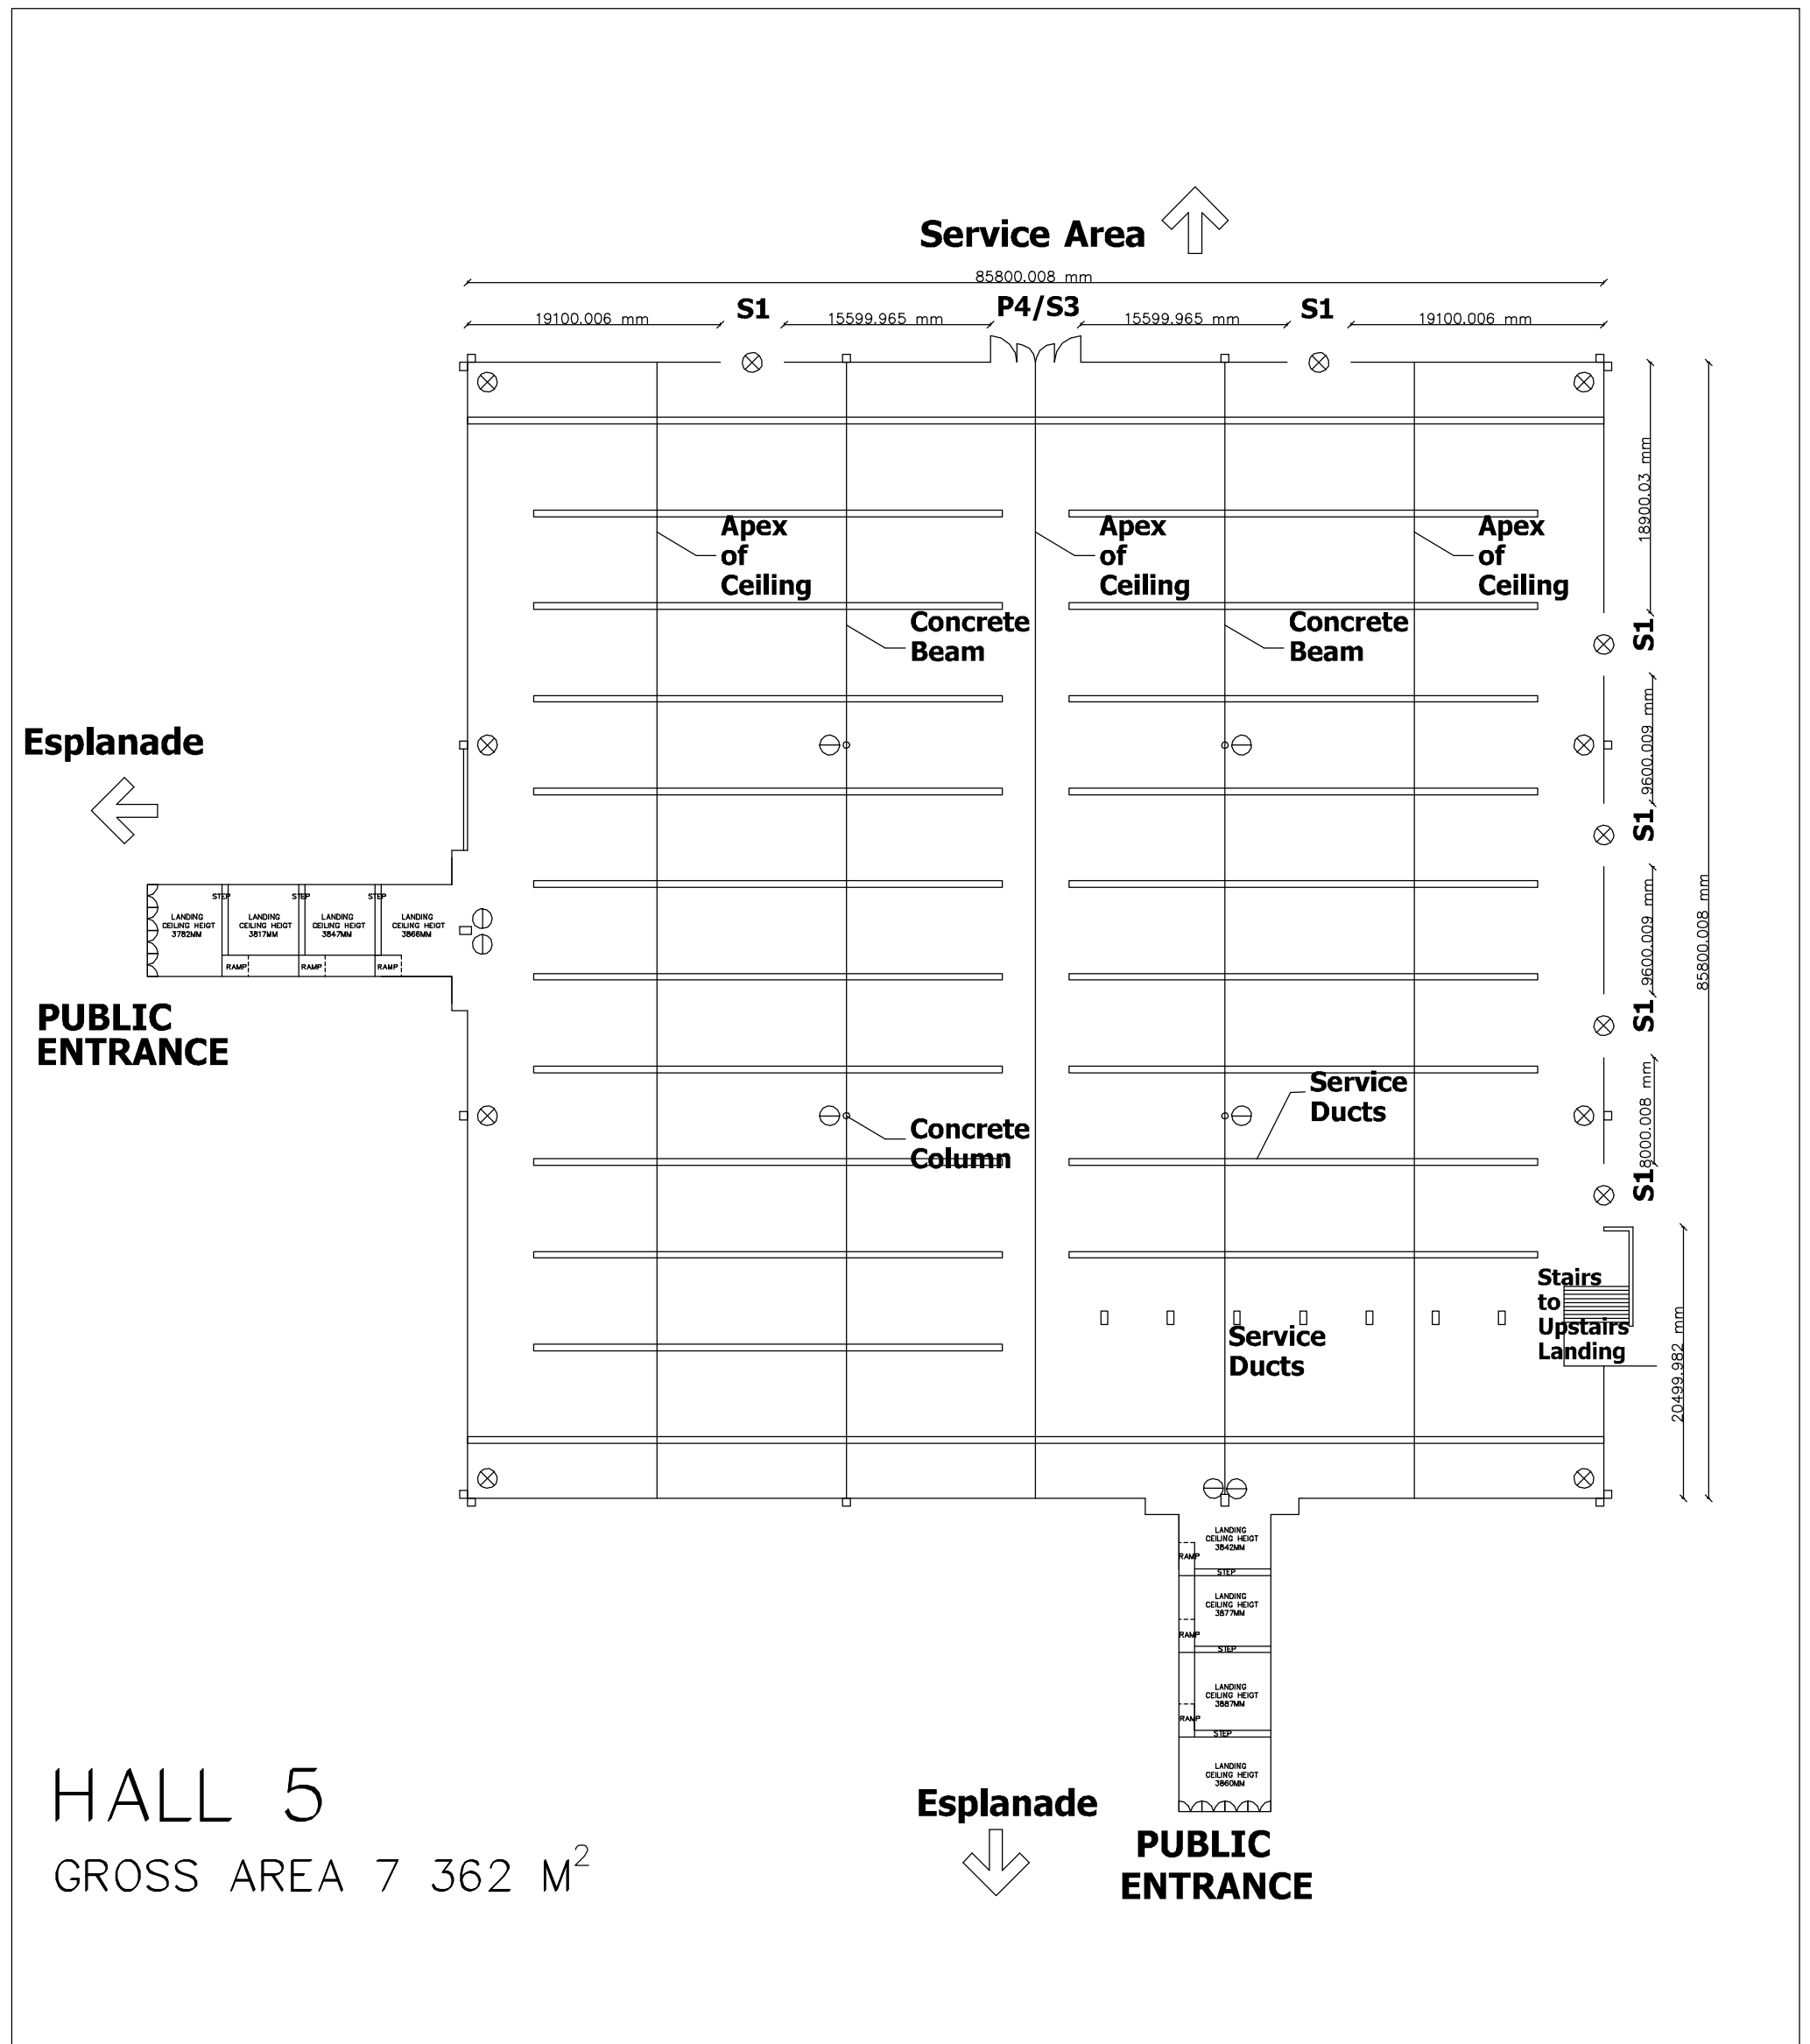 Service Area
85800.008 mm
19100.006 mm
S1
15599.965 mm
P4/S3
15599.965 mm
S1
19100.006 mm
18900.03 mm
Apex
of
Ceiling
Apex
of
Ceiling
Apex
of
Ceiling
Concrete
Beam
Concrete
Beam
S1
9600.009 mm
Esplanade
S1
9600.009 mm
85800.008 mm
STEP
STEP
STEP
LANDING
CEILING HEIGT
3782MM
LANDING
CEILING HEIGT
3817MM
LANDING
CEILING HEIGT
3847MM
LANDING
CEILING HEIGT
3866MM
RAMP
RAMP
RAMP
PUBLIC
ENTRANCE
S1
8000.008 mm
Service
Ducts
Concrete
Column
S1
Stairs
to
Upstairs
Landing
20499.982 mm
Service
Ducts
LANDING
CEILING HEIGT
3842MM
RAMP
STEP
LANDING
CEILING HEIGT
3877MM
RAMP
STEP
LANDING
CEILING HEIGT
3887MM
RAMP
STEP
LANDING
CEILING HEIGT
3860MM
Esplanade
PUBLIC
ENTRANCE
HALL 5
GROSS AREA 7 362 M²